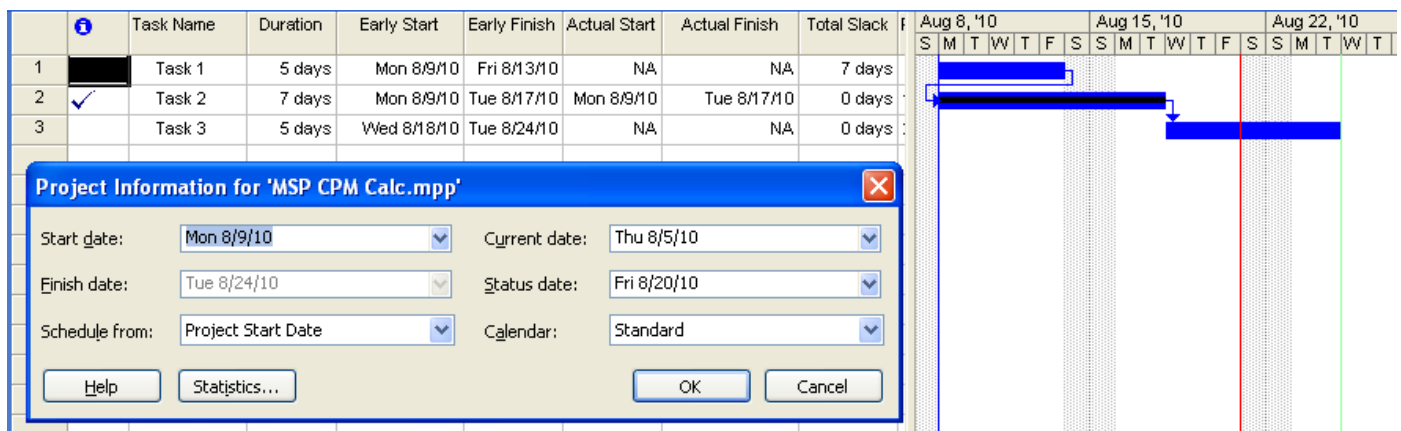 Task Name Duration Early Start Early Finish Actual Start Actual Finish Total Slack Aug 8, '10 Aug 15, '10 Aug 22, '10
S M T W T F S S M T W T F S S M T W T
1 Task 1 5 days Mon 8/9/10 Fri 8/13/10 NA NA 7 days
2 Task 2 7 days Mon 8/9/10 Tue 8/17/10 Mon 8/9/10 Tue 8/17/10 0 days
3 Task 3 5 days Wed 8/18/10 Tue 8/24/10 NA NA 0 days
Project Information for 'MSP CPM Calc.mpp'
Start date: Mon 8/9/10 Current date: Thu 8/5/10
Finish date: Tue 8/24/10 Status date: Fri 8/20/10
Schedule from: Project Start Date Calendar: Standard
Help Statistics... OK Cancel